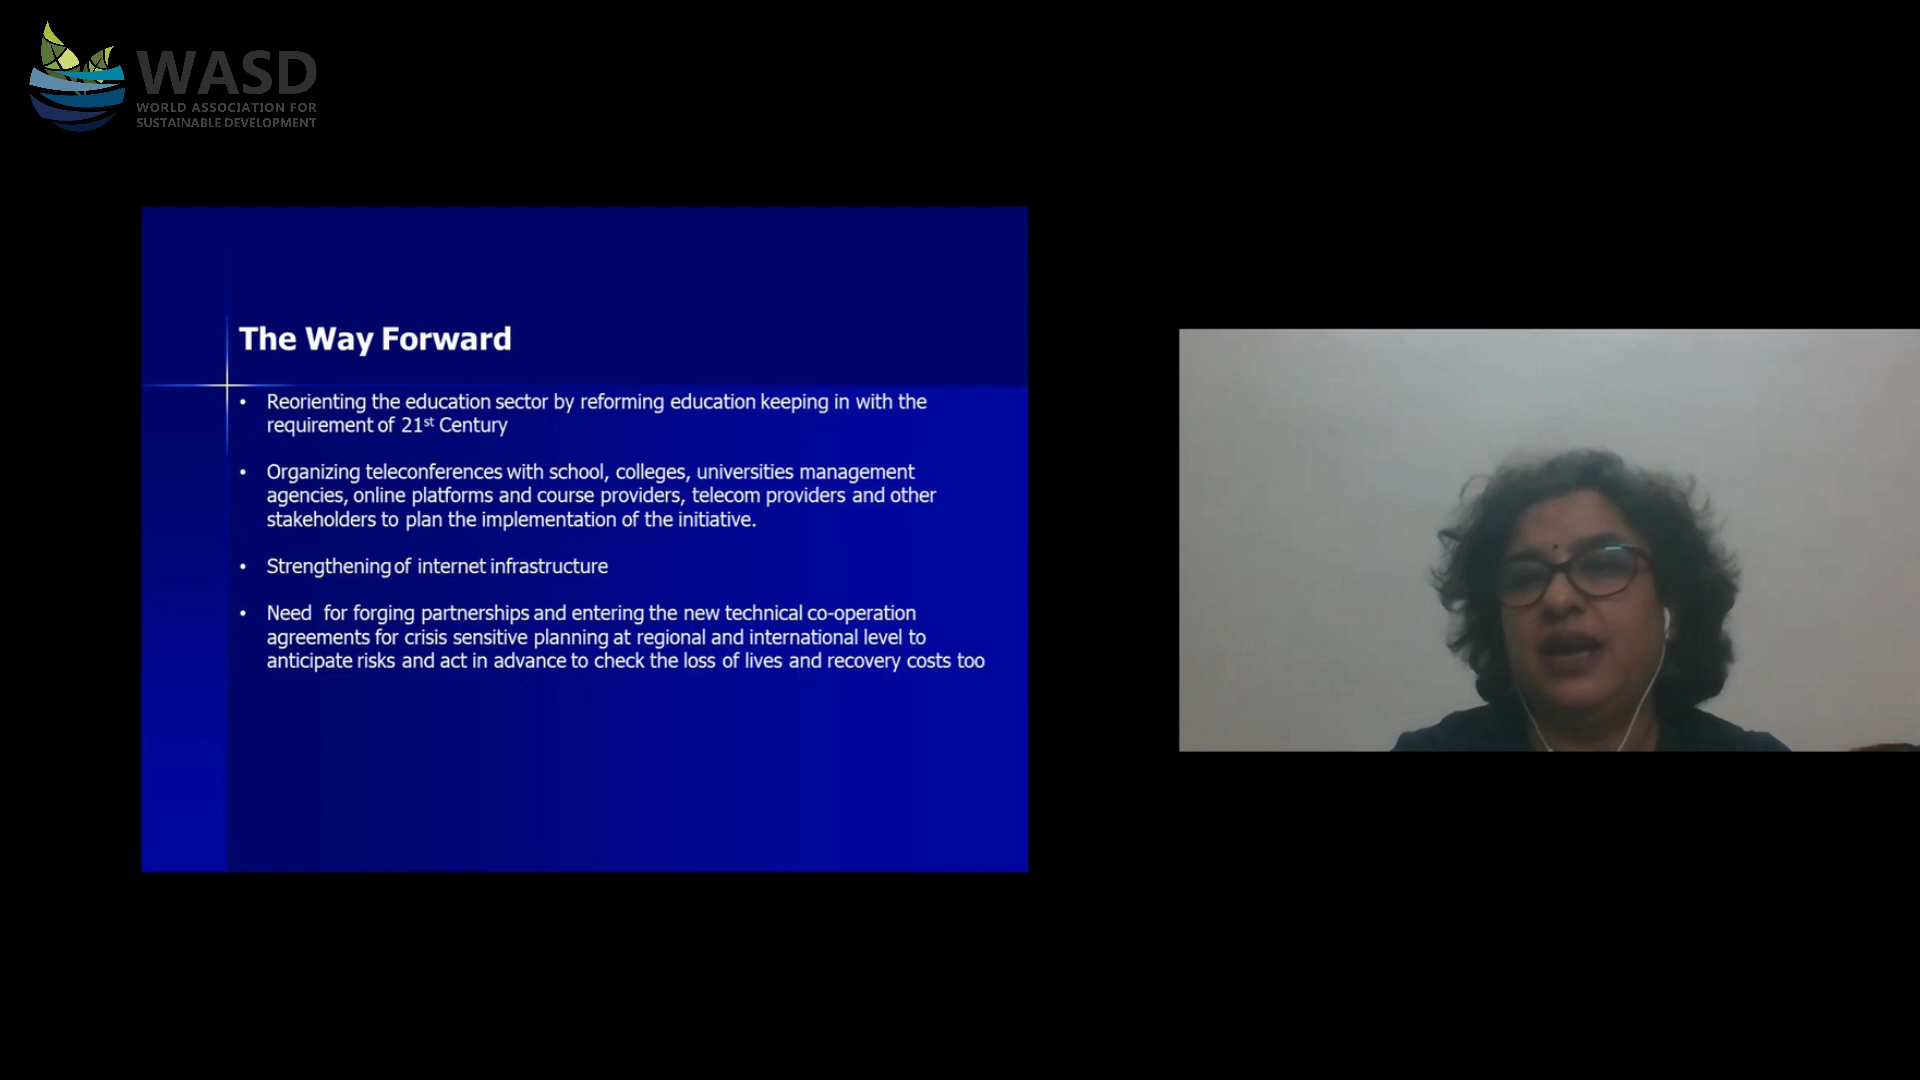 WASD
WORLD ASSOCIATION FOR
SUSTAINABLE DEVELOPMENT
The Way Forward
• Reorienting the education sector by reforming education keeping in with the
requirement of 21st Century
• Organizing teleconferences with school, colleges, universities management
agencies, online platforms and course providers, telecom providers and other
stakeholders to plan the implementation of the initiative.
• Strengthening of internet infrastructure
• Need for forging partnerships and entering the new technical co-operation
agreements for crisis sensitive planning at regional and international level to
anticipate risks and act in advance to check the loss of lives and recovery costs too